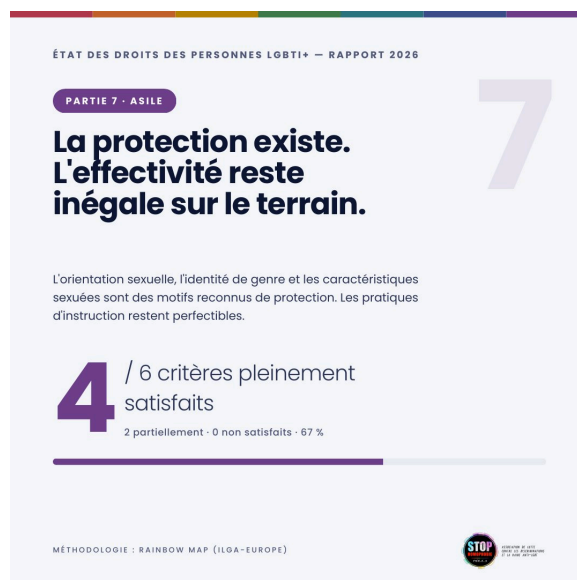 ÉTAT DES DROITS DES PERSONNES LGBTI+ — RAPPORT 2026
7
PARTIE 7 · ASILE
La protection existe.
L'effectivité reste
inégale sur le terrain.
L'orientation sexuelle, l'identité de genre et les caractéristiques
sexuées sont des motifs reconnus de protection. Les pratiques
d'instruction restent perfectibles.
4 / 6 critères pleinement
satisfaits
2 partiellement · 0 non satisfaits · 67 %
MÉTHODOLOGIE : RAINBOW MAP (ILGA-EUROPE)
STOP
HOMOPHOBIE